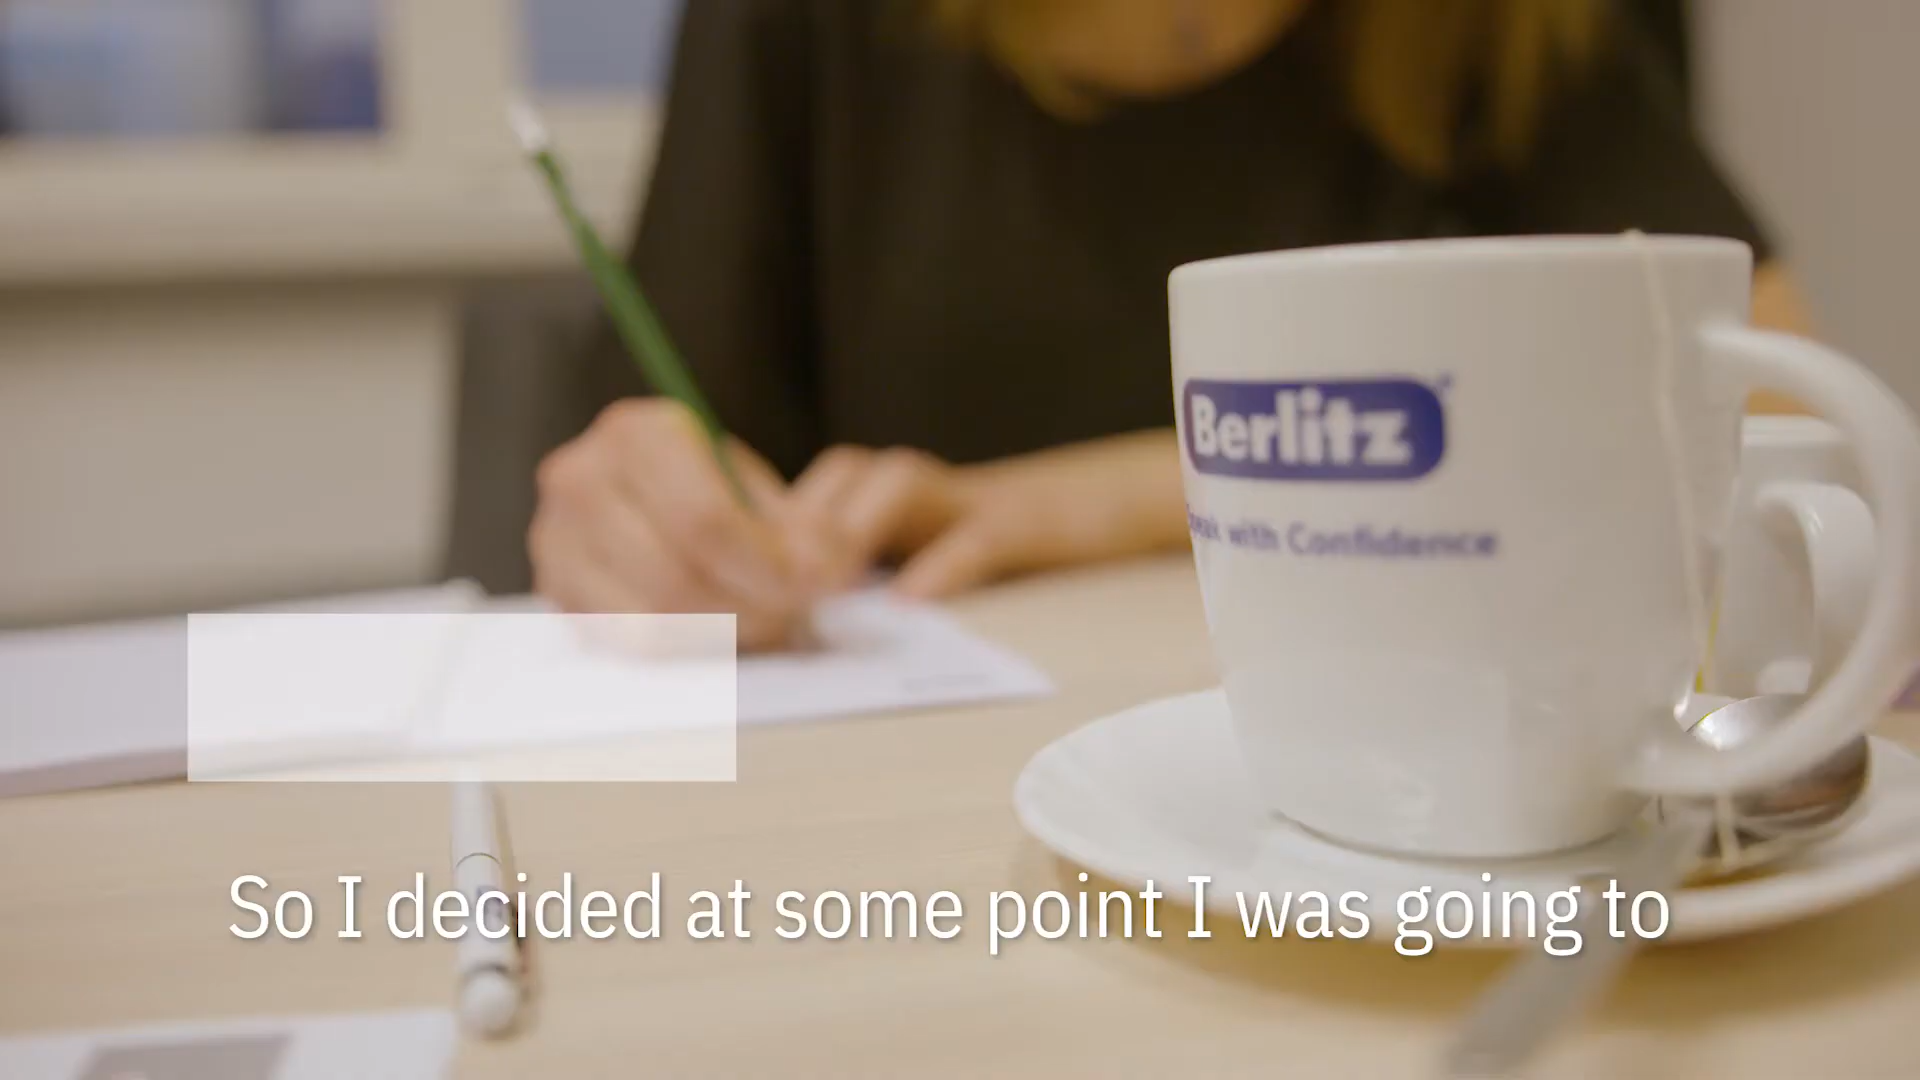 Berlitz
with Confidence
So I decided at some point I was going to